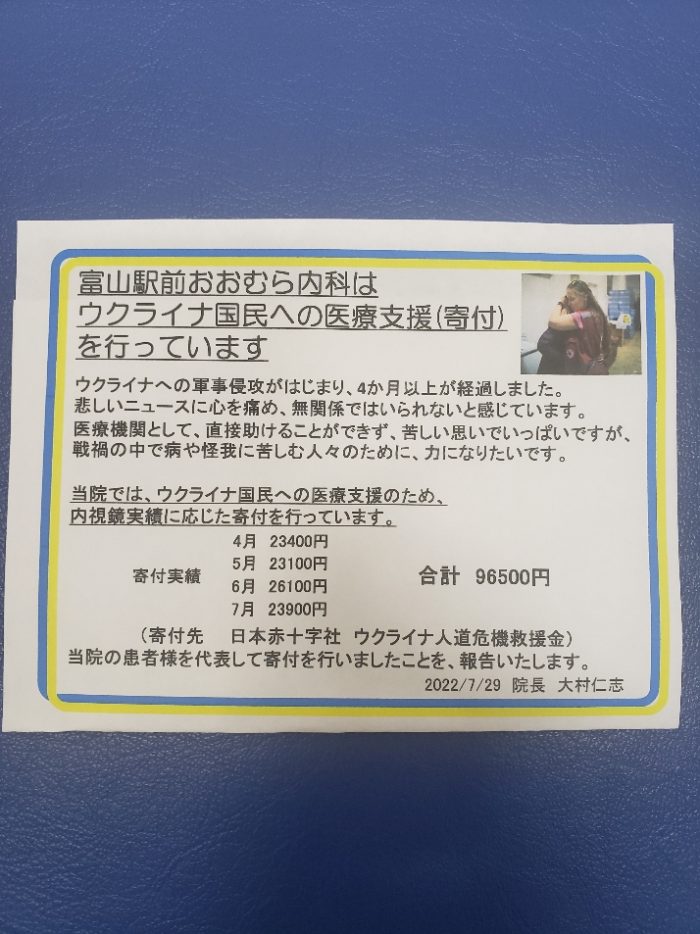 富山駅前おおむら内科は
ウクライナ国民への医療支援(寄付)
を行っています
ウクライナへの軍事侵攻がはじまり、4か月以上が経過しました。
悲しいニュースに心を痛め、無関係ではいられないと感じています。
医療機関として、直接助けることができず、苦しい思いでいっぱいですが、
戦禍の中で病や怪我に苦しむ人々のために、力になりたいです。
当院では、ウクライナ国民への医療支援のため、
内視鏡実績に応じた寄付を行っています。
寄付実績
4月 23400円
5月 23100円
6月 26100円
7月 23900円
合計 96500円
(寄付先 日本赤十字社 ウクライナ人道危機救援金)
当院の患者様を代表して寄付を行いましたことを、報告いたします。
2022/7/29 院長 大村仁志